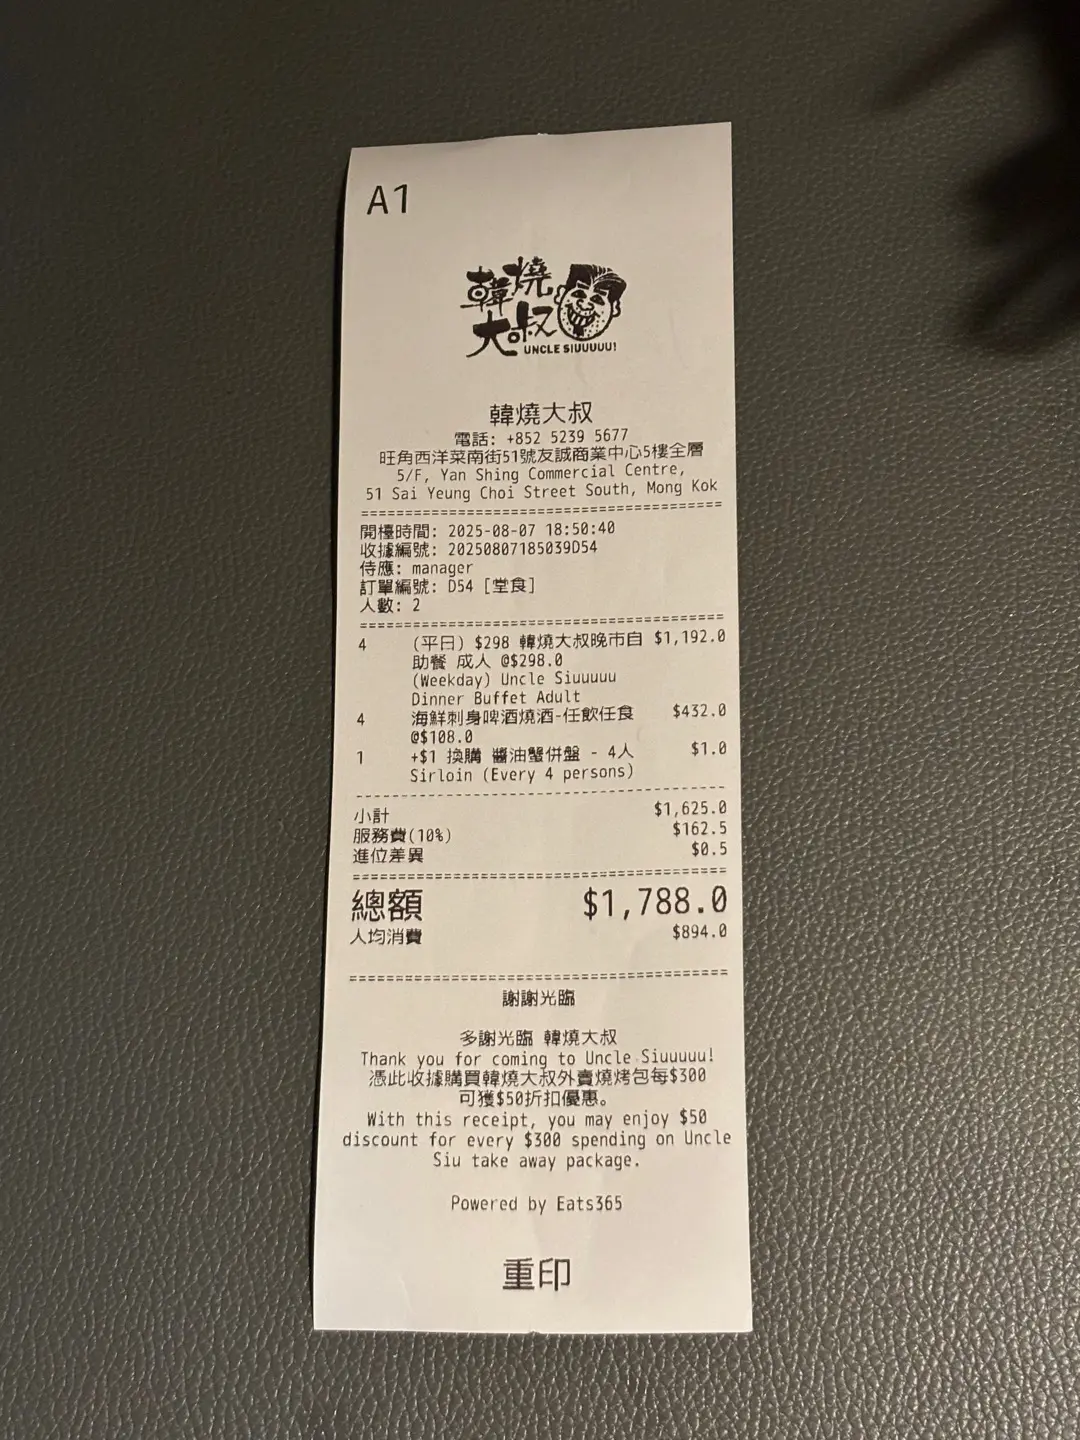 A1
韓燒
大叔
UNCLE SIUUUUU!
韓燒大叔
電話: +852 5239 5677
旺角西洋菜南街51號友誠商業中心5樓全層
5/F, Yan Shing Commercial Centre,
51 Sai Yeung Choi Street South, Mong Kok
開檯時間: 2025-08-07 18:50:40
收據編號: 20250807185039D54
侍應: manager
訂單編號: D54 [堂食]
人數: 2
4 (平日) $298 韓燒大叔晚市自 $1,192.0
助餐 成人 @$298.0
(Weekday) Uncle Siuuuuu
Dinner Buffet Adult
4 海鮮刺身啤酒燒酒-任飲任食 $432.0
@$108.0
1 +$1 換購 醬油蟹併盤 - 4人 $1.0
Sirloin (Every 4 persons)
小計 $1,625.0
服務費(10%) $162.5
進位差異 $0.5
總額 $1,788.0
人均消費 $894.0
謝謝光臨
多謝光臨 韓燒大叔
Thank you for coming to Uncle Siuuuuu!
憑此收據購買韓燒大叔外賣燒烤包每$300
可獲$50折扣優惠。
With this receipt, you may enjoy $50
discount for every $300 spending on Uncle
Siu take away package.
Powered by Eats365
重印